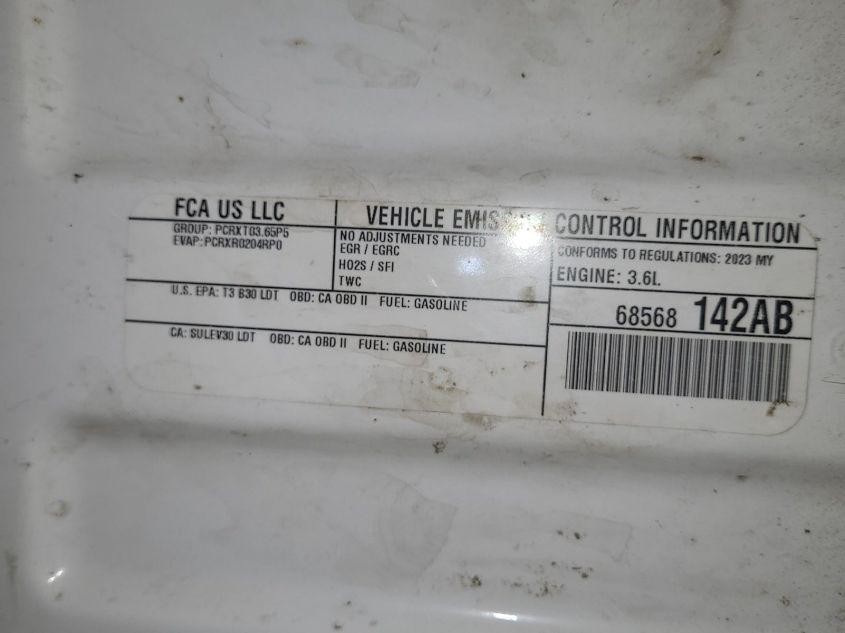 FCA US LLC
VEHICLE EMISSIONS CONTROL INFORMATION
GROUP: PCRXT03.65P5
EVAP: PCRXR0204RP0
NO ADJUSTMENTS NEEDED
EGR / EGRC
HO2S / SFI
TWC
CONFORMS TO REGULATIONS: 2023 MY
ENGINE: 3.6L
U.S. EPA: T3 B30 LDT OBD: CA OBD II FUEL: GASOLINE
68568 142AB
CA: SULEV30 LDT OBD: CA OBD II FUEL: GASOLINE